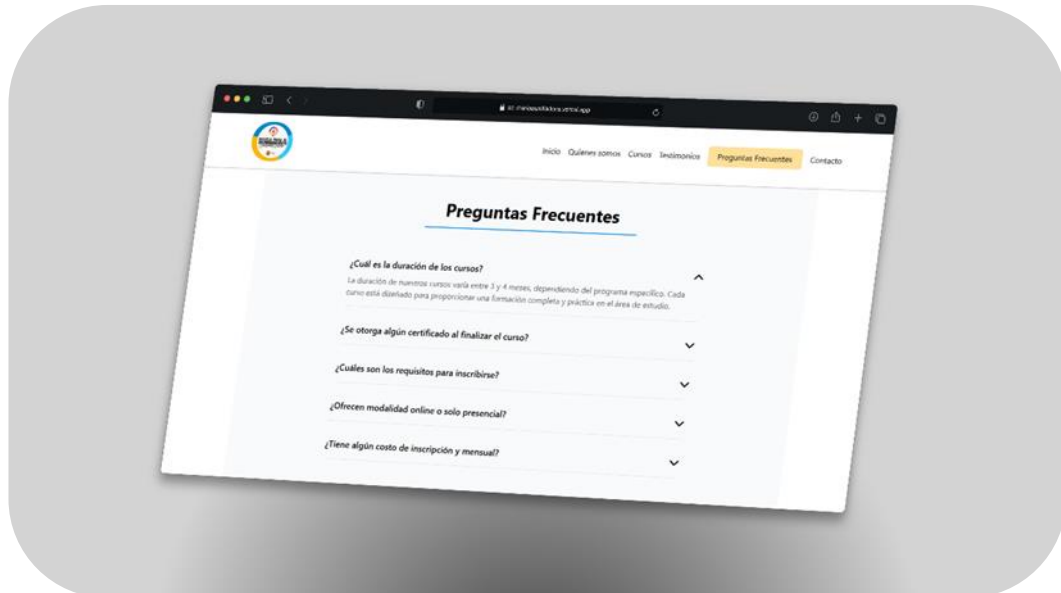 Inicio Quienes somos Cursos Testimonios Preguntas Frecuentes Contacto
Preguntas Frecuentes
¿Cuál es la duración de los cursos?
La duración de nuestros cursos varía entre 3 y 4 meses, dependiendo del programa específico. Cada
curso está diseñado para proporcionar una formación completa y práctica en el área de estudio.
¿Se otorga algún certificado al finalizar el curso?
¿Cuáles son los requisitos para inscribirse?
¿Ofrecen modalidad online o solo presencial?
¿Tiene algún costo de inscripción y mensual?